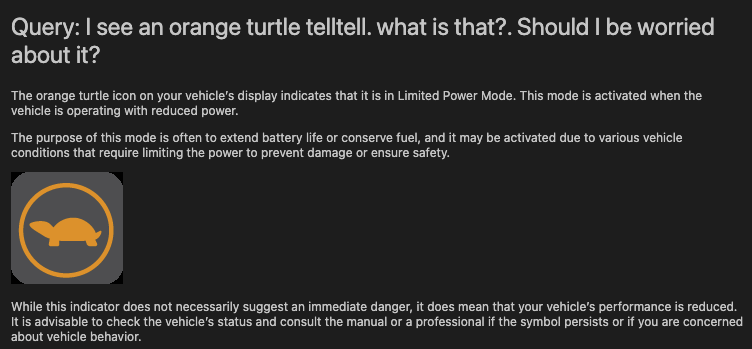 Query: I see an orange turtle telltell. what is that?. Should I be worried
about it?
The orange turtle icon on your vehicle's display indicates that it is in Limited Power Mode. This mode is activated when the
vehicle is operating with reduced power.
The purpose of this mode is often to extend battery life or conserve fuel, and it may be activated due to various vehicle
conditions that require limiting the power to prevent damage or ensure safety.
While this indicator does not necessarily suggest an immediate danger, it does mean that your vehicle's performance is reduced.
It is advisable to check the vehicle's status and consult the manual or a professional if the symbol persists or if you are concerned
about vehicle behavior.